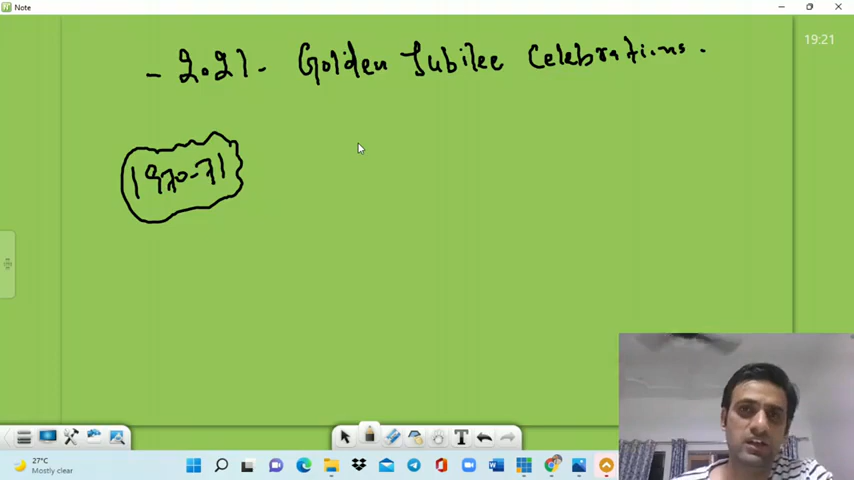 Note
19:21
- 2021- Golden Jubilee Celebrations.
1970-71
27°C
Mostly clear